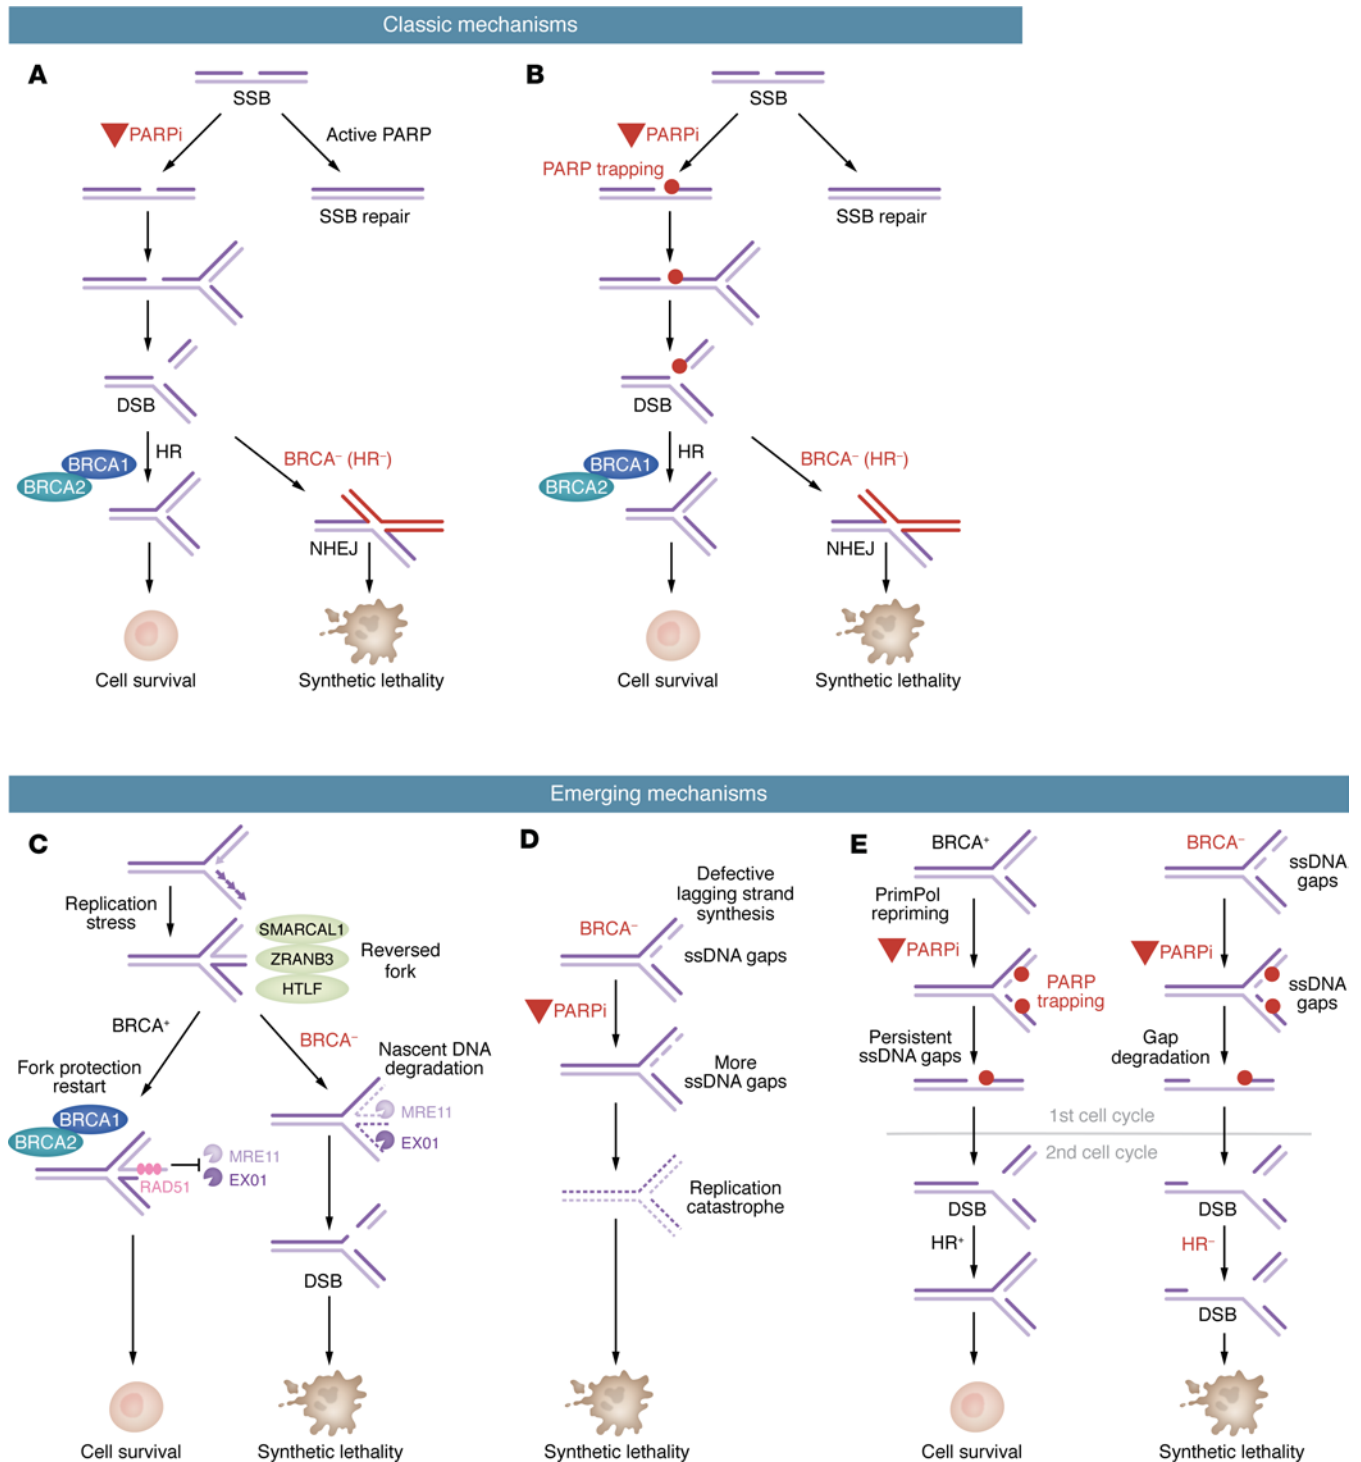 Classic mechanisms
A
SSB
PARPi
Active PARP
SSB repair
DSB
HR
BRCA1
BRCA2
BRCA⁻ (HR⁻)
NHEJ
Cell survival
Synthetic lethality
B
SSB
PARPi
PARP trapping
SSB repair
DSB
HR
BRCA1
BRCA2
BRCA⁻ (HR⁻)
NHEJ
Cell survival
Synthetic lethality
Emerging mechanisms
C
Replication
stress
SMARCAL1
ZRANB3
HTLF
Reversed
fork
BRCA⁺
BRCA⁻
Fork protection
restart
BRCA1
BRCA2
RAD51
MRE11
EX01
Nascent DNA
degradation
MRE11
EX01
DSB
Cell survival
Synthetic lethality
D
Defective
lagging strand
synthesis
BRCA⁻
ssDNA gaps
PARPi
More
ssDNA gaps
Replication
catastrophe
Synthetic lethality
E
BRCA⁺
PrimPol
repriming
PARPi
PARP
trapping
Persistent
ssDNA gaps
1st cell cycle
2nd cell cycle
DSB
HR⁺
Cell survival
BRCA⁻
ssDNA
gaps
PARPi
ssDNA
gaps
Gap
degradation
DSB
HR⁻
DSB
Synthetic lethality